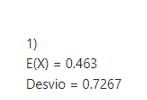 1)
E(X) = 0.463
Desvio = 0.7267